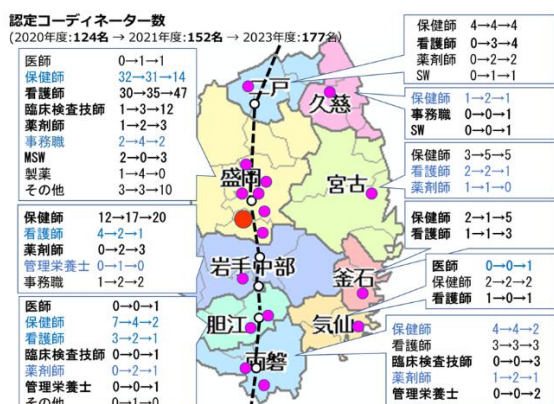 認定コーディネーター数
(2020年度:124名 → 2021年度:152名 → 2023年度:177名)
医師 0→1→1
保健師 32→31→14
看護師 30→35→47
臨床検査技師 1→3→12
薬剤師 1→2→3
事務職 2→4→2
MSW 2→0→3
製薬 1→4→0
その他 3→3→10
保健師 12→17→20
看護師 4→2→1
薬剤師 0→2→3
管理栄養士 0→1→0
事務職 1→2→2
医師 0→0→1
保健師 7→4→2
看護師 3→2→1
臨床検査技師 0→0→1
薬剤師 0→2→1
管理栄養士 0→0→1
その他 0→1→0
二戸
久慈
盛岡
宮古
岩手中部
釜石
胆江
気仙
両磐
保健師 4→4→4
看護師 0→3→4
薬剤師 0→2→2
SW 0→1→1
保健師 1→2→1
事務職 0→0→1
SW 0→0→1
保健師 3→5→5
看護師 2→2→1
薬剤師 1→1→0
保健師 2→1→5
看護師 1→1→3
医師 0→0→1
保健師 2→2→2
看護師 1→0→1
保健師 4→4→2
看護師 3→3→3
臨床検査技師 0→0→3
薬剤師 1→2→1
管理栄養士 0→0→2